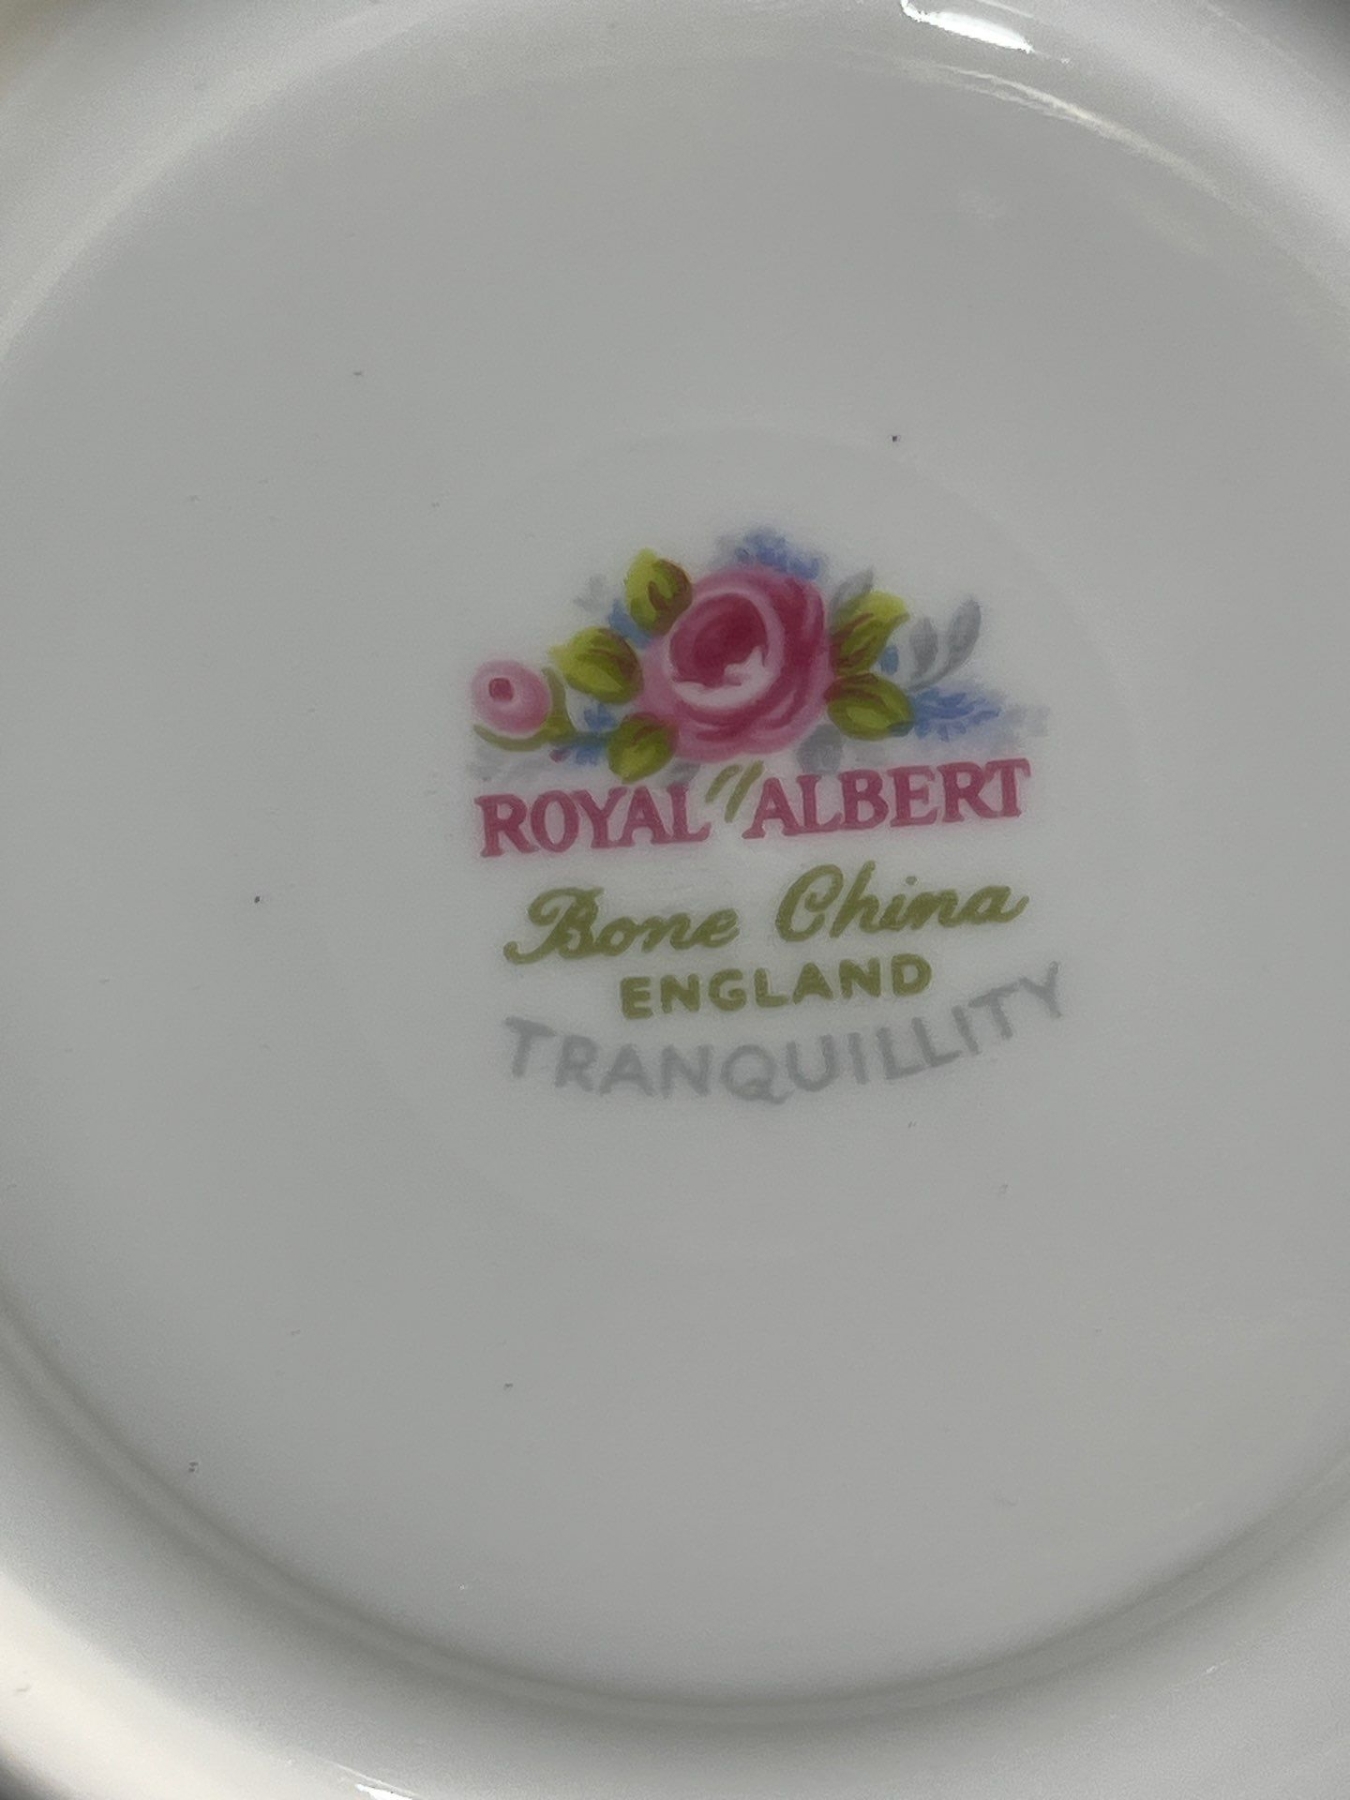 ROYAL ALBERT
Bone China
ENGLAND
TRANQUILLITY